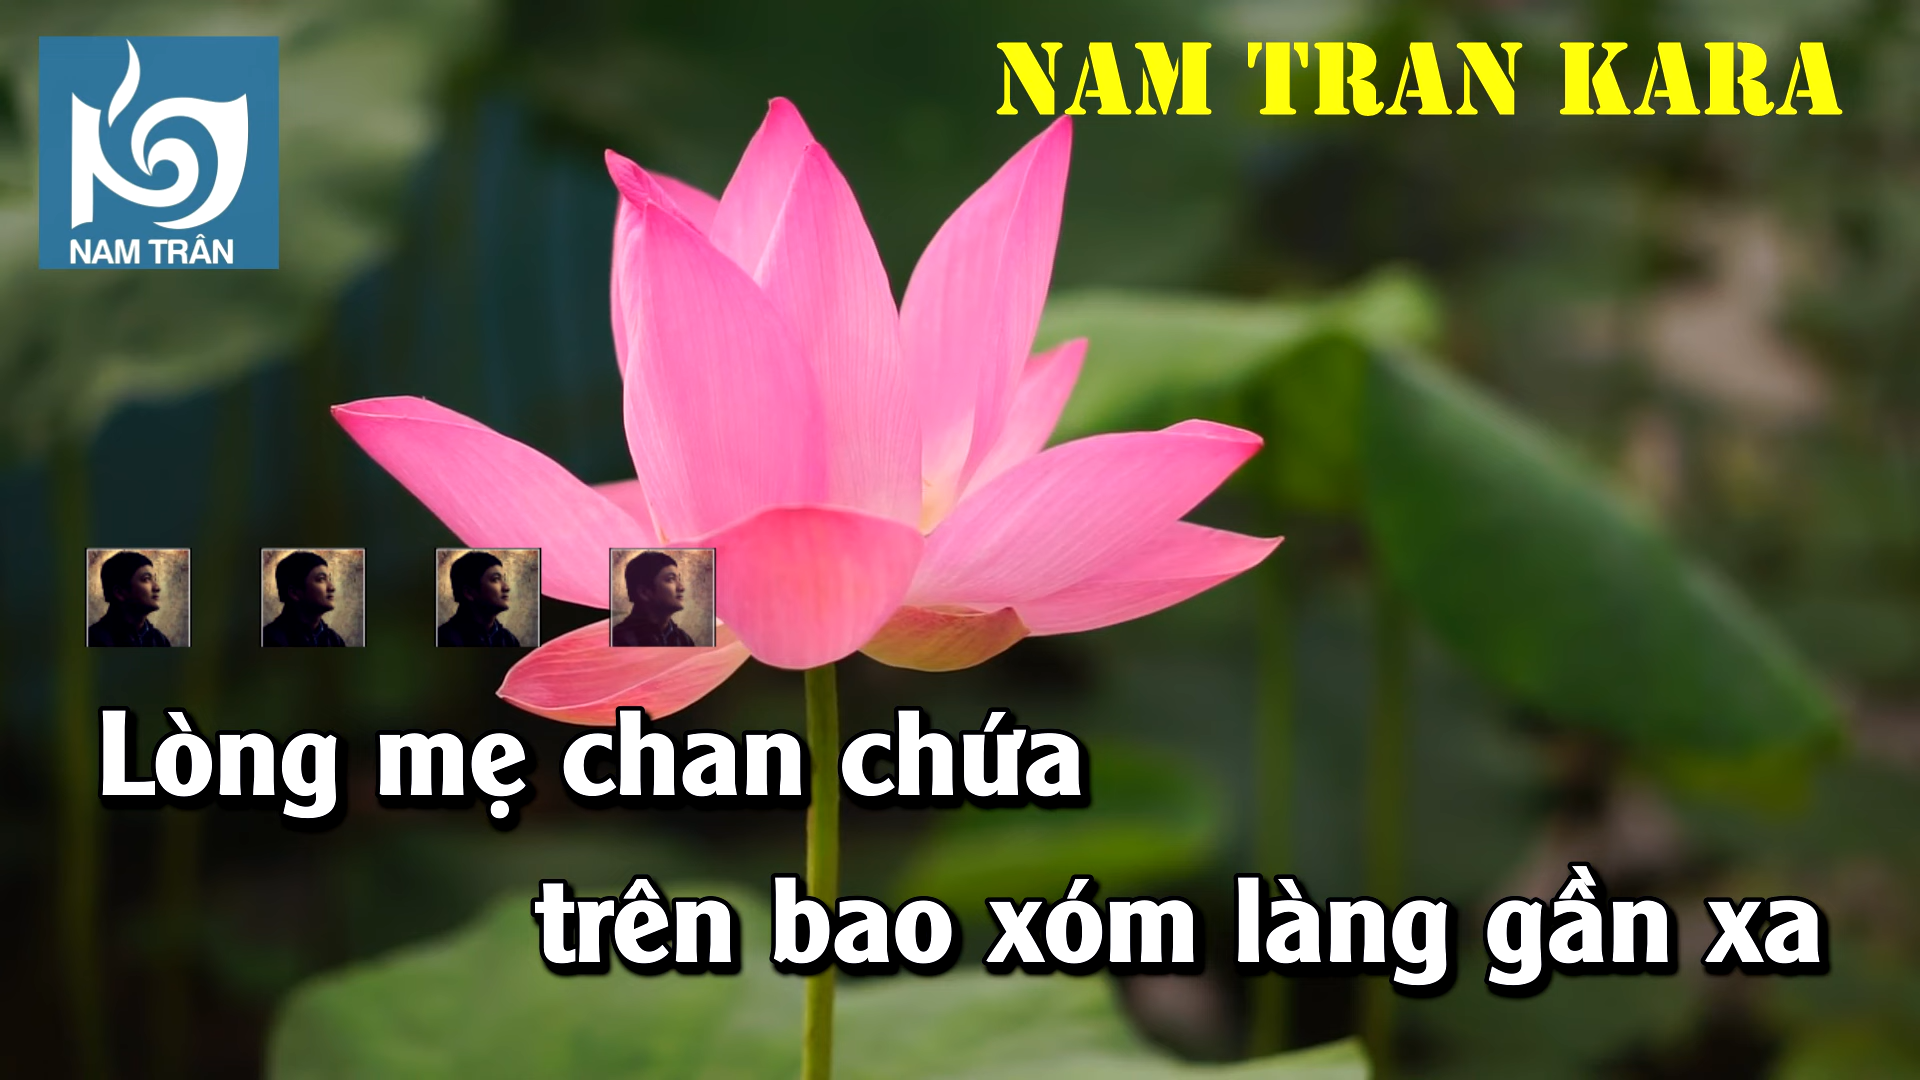 NAM TRAN KARA
NAM TRÂN
Lòng mẹ chan chứa
trên bao xóm làng gần xa